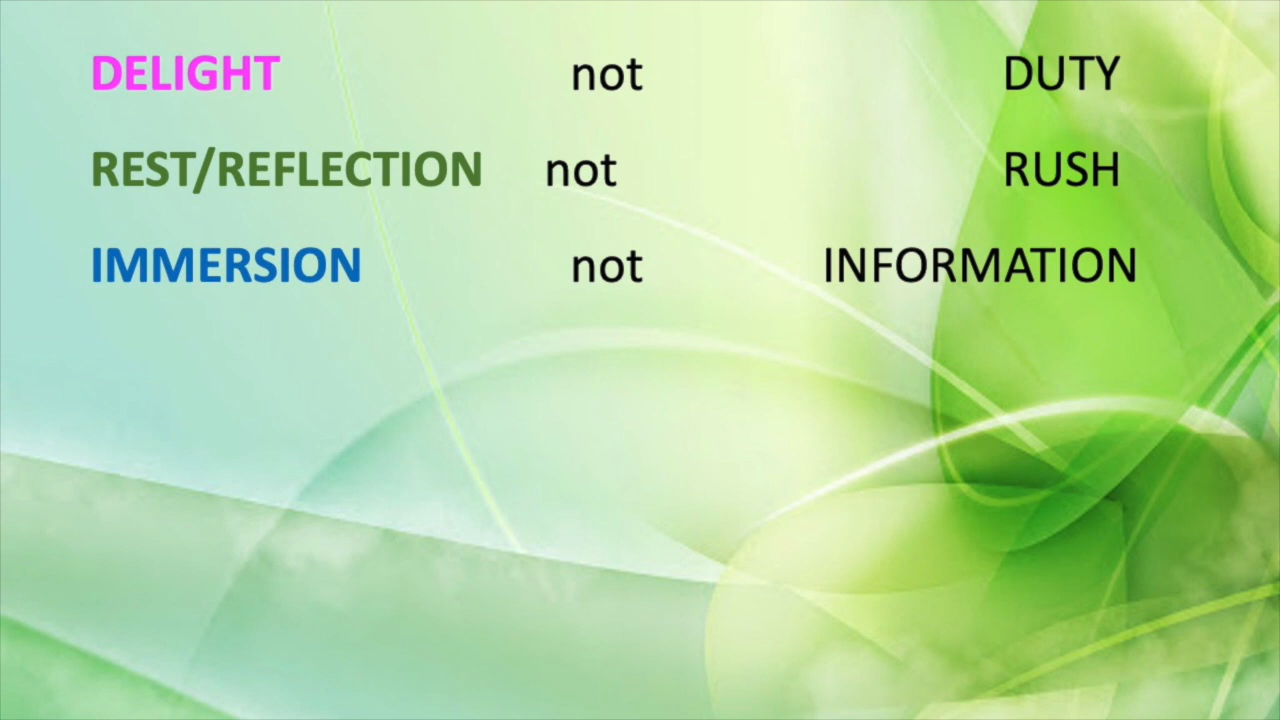 DELIGHT not DUTY
REST/REFLECTION not RUSH
IMMERSION not INFORMATION